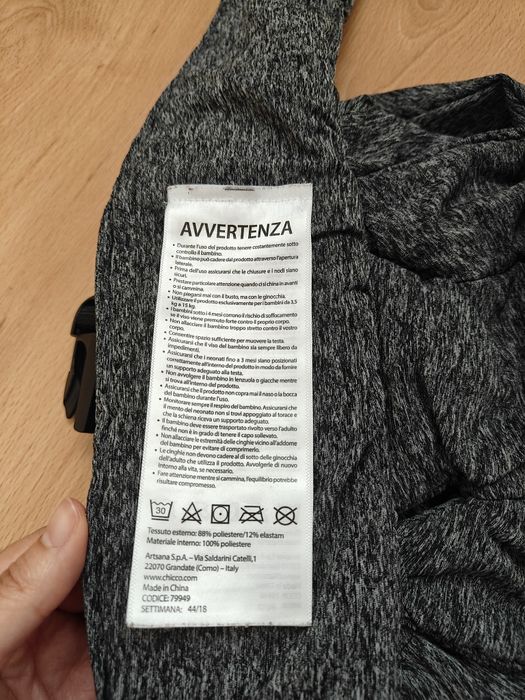 AVVERTENZA
• Durante l'uso del prodotto tenere costantemente sotto
controllo il bambino.
• Il bambino può cadere dal prodotto attraverso l'apertura
laterale.
• Prima dell'uso assicurarsi che le chiusure e i nodi siano
sicuri.
• Prestare particolare attenzione quando ci si china in avanti
o si cammina.
• Non piegarsi mai con il busto, ma con le ginocchia.
• Utilizzare il prodotto esclusivamente per bambini da 3,5
kg a 15 kg.
• I bambini sotto i 4 mesi corrono il rischio di soffocamento
se il viso viene premuto forte contro il proprio corpo.
• Non allacciare il bambino troppo stretto contro il vostro
corpo.
• Consentire spazio sufficiente per muovere la testa.
• Assicurarsi che il viso del bambino sia sempre libero da
impedimenti.
• Assicurarsi che i neonati fino a 3 mesi siano posizionati
correttamente all'interno del prodotto in modo da fornire
un supporto adeguato alla testa.
• Non avvolgere il bambino in lenzuola o giacche mentre
si trova all'interno del prodotto.
• Assicurarsi che il prodotto non copra mai il naso o la bocca
del bambino durante l'uso.
• Monitorare sempre il respiro del bambino. Assicurarsi che
il mento del neonato non si trovi appoggiato al torace e
che la schiena riceva un supporto adeguato.
• Il bambino deve essere trasportato rivolto verso l'adulto
finché non è in grado di tenere il capo sollevato.
• Non allacciare le estremità delle cinghie vicino all'addome
del bambino per evitare di comprimerlo.
• Le cinghie non devono cadere al di sotto delle ginocchia
dell'adulto che utilizza il prodotto. Avvolgerle di nuovo
intorno alla vita, se necessario.
• Fare attenzione mentre si cammina, l'equilibrio potrebbe
risultare compromesso.
30
Tessuto esterno: 88% poliestere/12% elastam
Materiale interno: 100% poliestere
Artsana S.p.A. – Via Saldarini Catelli,1
22070 Grandate (Como) – Italy
www.chicco.com
Made in China
CODICE: 79949
SETTIMANA: 44/18